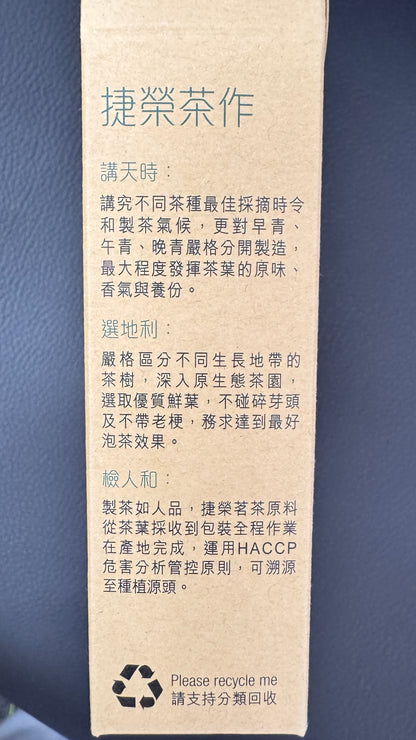 捷榮茶作
講天時：
講究不同茶種最佳採摘時令
和製茶氣候，更對早青、
午青、晚青嚴格分開製造，
最大程度發揮茶葉的原味、
香氣與養份。
選地利：
嚴格區分不同生長地帶的
茶樹，深入原生態茶園，
選取優質鮮葉，不碰碎芽頭
及不帶老梗，務求達到最好
泡茶效果。
檢人和：
製茶如人品，捷榮茗茶原料
從茶葉採收到包裝全程作業
在產地完成，運用HACCP
危害分析管控原則，可溯源
至種植源頭。
Please recycle me
請支持分類回收